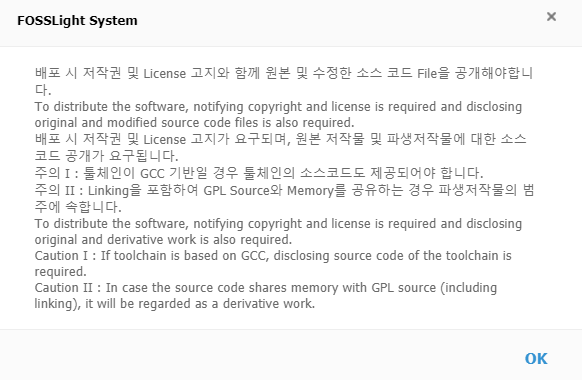 FOSSLight System
×
배포 시 저작권 및 License 고지와 함께 원본 및 수정한 소스 코드 File을 공개해야합니
다.
To distribute the software, notifying copyright and license is required and disclosing
original and modified source code files is also required.
배포 시 저작권 및 License 고지가 요구되며, 원본 저작물 및 파생저작물에 대한 소스
코드 공개가 요구됩니다.
주의 I : 툴체인이 GCC 기반일 경우 툴체인의 소스코드도 제공되어야 합니다.
주의 II : Linking을 포함하여 GPL Source와 Memory를 공유하는 경우 파생저작물의 범
주에 속합니다.
To distribute the software, notifying copyright and license is required and disclosing
original and derivative work is also required.
Caution I : If toolchain is based on GCC, disclosing source code of the toolchain is
required.
Caution II : In case the source code shares memory with GPL source (including
linking), it will be regarded as a derivative work.
OK